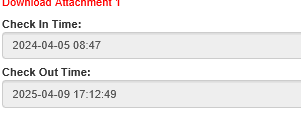 Download Attachment 1
Check In Time:
2024-04-05 08:47
Check Out Time:
2025-04-09 17:12:49